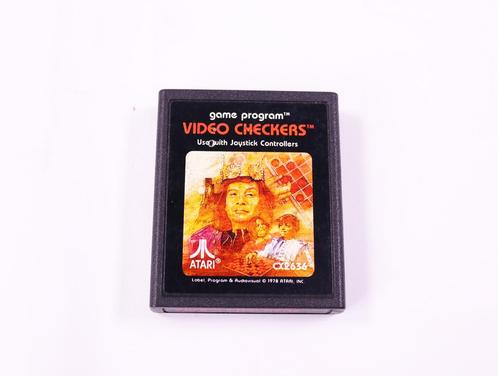 game program™
VIDEO CHECKERS™
Use with Joystick Controllers
ATARI®
CX2636
Label, Program & Audiovisual © 1978 ATARI, INC.